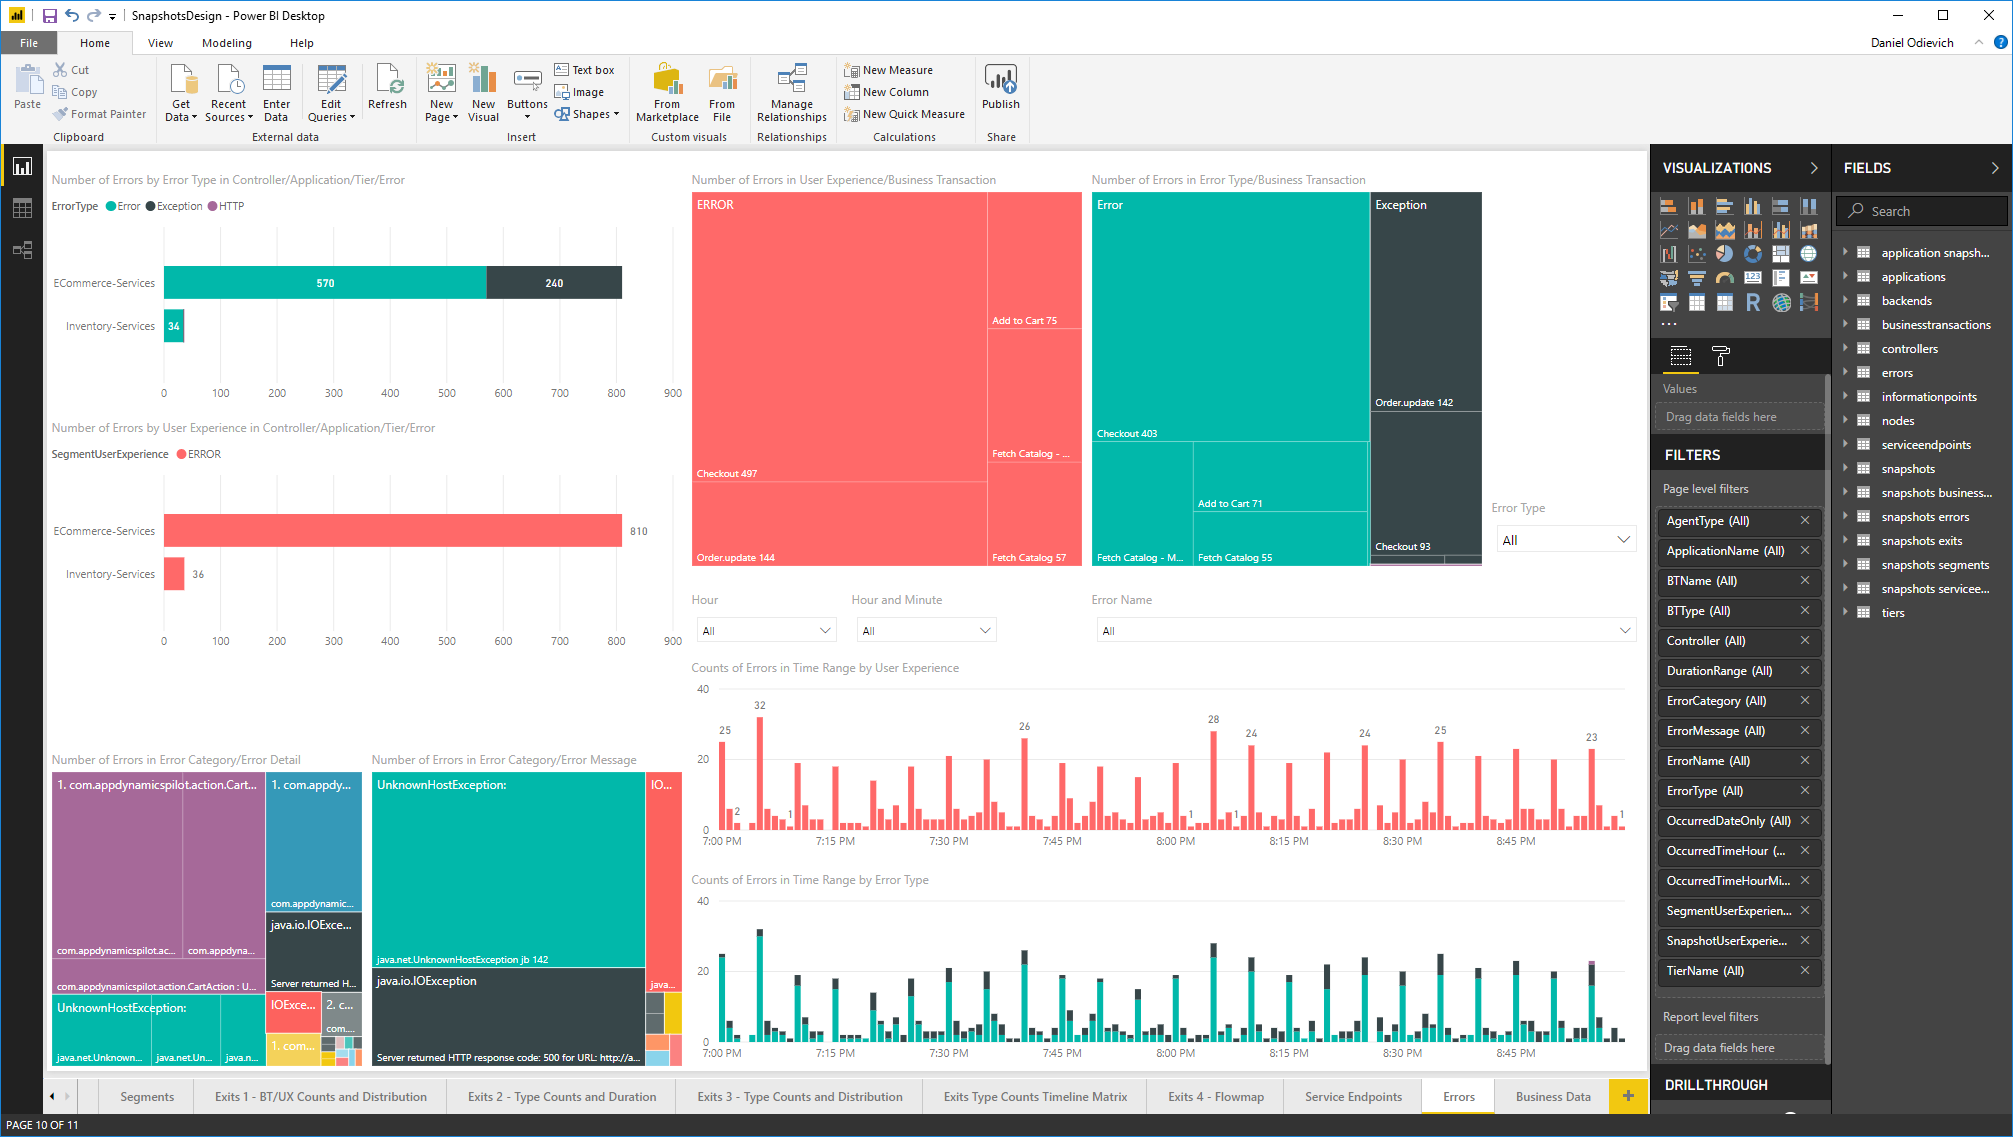 SnapshotsDesign - Power BI Desktop
File
Home
View
Modeling
Help
Daniel Odievich
?
Paste
Cut
Copy
Format Painter
Clipboard
Get Data
Recent Sources
Enter Data
Edit Queries
Refresh
External data
New Page
New Visual
Buttons
Text box
Image
Shapes
Insert
From Marketplace
From File
Custom visuals
Manage Relationships
Relationships
New Measure
New Column
New Quick Measure
Calculations
Publish
Share
Number of Errors by Error Type in Controller/Application/Tier/Error
ErrorType Error Exception HTTP
ECommerce-Services 570 240
Inventory-Services 34
0 100 200 300 400 500 600 700 800 900
Number of Errors by User Experience in Controller/Application/Tier/Error
SegmentUserExperience ERROR
ECommerce-Services 810
Inventory-Services 36
0 100 200 300 400 500 600 700 800 900
Number of Errors in User Experience/Business Transaction
ERROR
Add to Cart 75
Fetch Catalog - ...
Checkout 497
Order.update 144
Fetch Catalog 57
Number of Errors in Error Type/Business Transaction
Error
Exception
Order.update 142
Checkout 403
Add to Cart 71
Checkout 93
Fetch Catalog - M...
Fetch Catalog 55
Error Type
All
Hour
All
Hour and Minute
All
Error Name
All
Number of Errors in Error Category/Error Detail
1. com.appdynamicspilot.action.Cart...
1. com.appdy...
com.appdynamic...
java.io.IOExce...
com.appdynamicspilot.ac...
com.appdyna...
Server returned H...
com.appdynamicspilot.action.CartAction : U...
UnknownHostException:
IOExce...
2. c...
com....
1. com...
java.net.Unknown...
java.net.Un...
java.n...
Number of Errors in Error Category/Error Message
UnknownHostException:
IO...
java.net.UnknownHostException jb 142
java.io.IOException
java...
Server returned HTTP response code: 500 for URL: http://a...
Counts of Errors in Time Range by User Experience
40
20
0
25 2 32 1 26 28 1 24 1 24 25 23 1
7:00 PM 7:15 PM 7:30 PM 7:45 PM 8:00 PM 8:15 PM 8:30 PM 8:45 PM
Counts of Errors in Time Range by Error Type
40
20
0
7:00 PM 7:15 PM 7:30 PM 7:45 PM 8:00 PM 8:15 PM 8:30 PM 8:45 PM
VISUALIZATIONS
123
R
...
Values
Drag data fields here
FILTERS
Page level filters
AgentType (All)
ApplicationName (All)
BTName (All)
BTType (All)
Controller (All)
DurationRange (All)
ErrorCategory (All)
ErrorMessage (All)
ErrorName (All)
ErrorType (All)
OccurredDateOnly (All)
OccurredTimeHour (...
OccurredTimeHourMi...
SegmentUserExperien...
SnapshotUserExperie...
TierName (All)
Report level filters
Drag data fields here
DRILLTHROUGH
FIELDS
Search
application snapsh...
applications
backends
businesstransactions
controllers
errors
informationpoints
nodes
serviceendpoints
snapshots
snapshots business...
snapshots errors
snapshots exits
snapshots segments
snapshots servicee...
tiers
Segments
Exits 1 - BT/UX Counts and Distribution
Exits 2 - Type Counts and Duration
Exits 3 - Type Counts and Distribution
Exits Type Counts Timeline Matrix
Exits 4 - Flowmap
Service Endpoints
Errors
Business Data
+
PAGE 10 OF 11